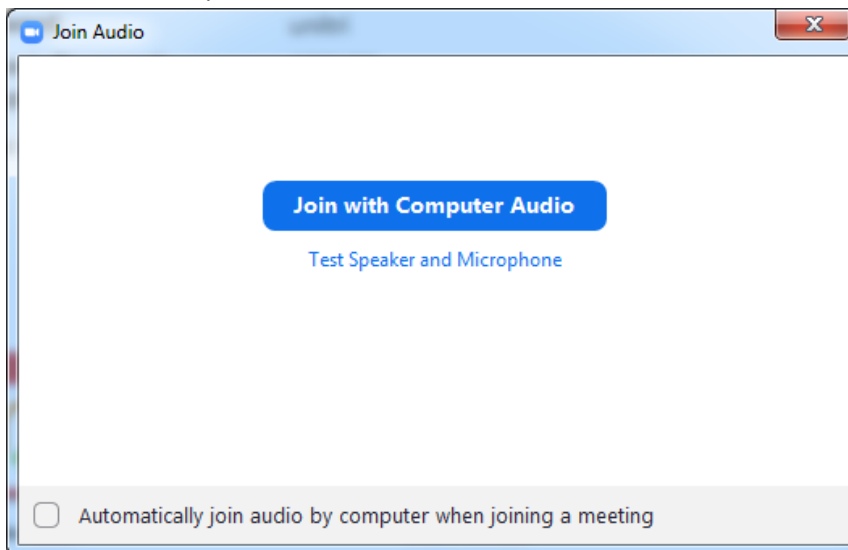 Join Audio
Join with Computer Audio
Test Speaker and Microphone
Automatically join audio by computer when joining a meeting